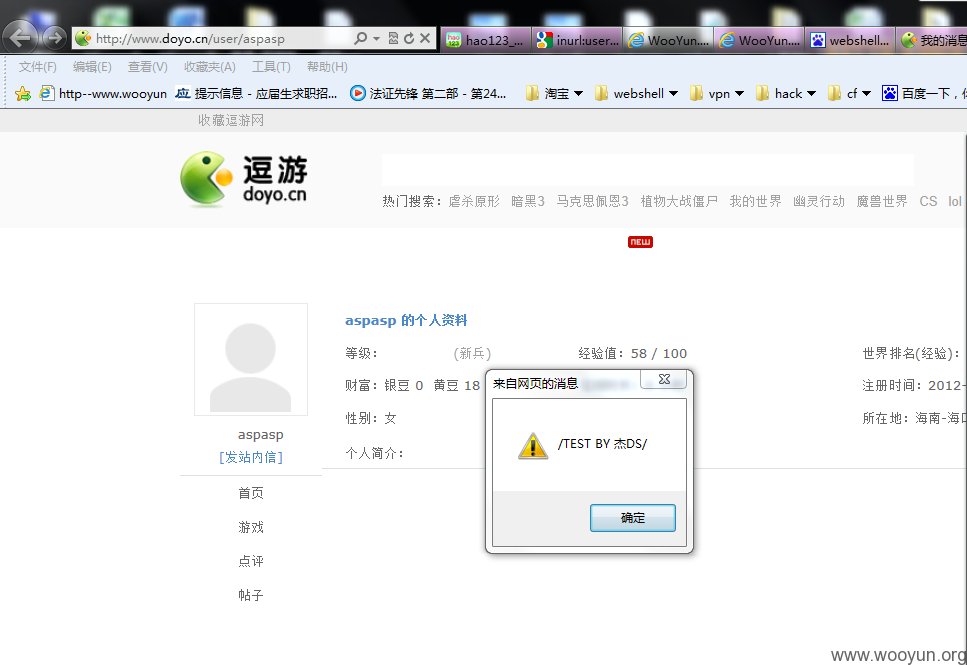 http://www.doyo.cn/user/aspasp
hao123_... inurl:user... WooYun.... WooYun.... webshell... 我的消息
文件(F) 编辑(E) 查看(V) 收藏夹(A) 工具(T) 帮助(H)
http--www.wooyun 提示信息 - 应届生求职招... 法证先锋 第二部 - 第24... 淘宝 webshell vpn hack cf 百度一下，
收藏逗游网
逗游
doyo.cn
热门搜索：虐杀原形 暗黑3 马克思佩恩3 植物大战僵尸 我的世界 幽灵行动 魔兽世界 CS lol
NEW
aspasp 的个人资料
等级： (新兵) 经验值：58 / 100 世界排名(经验)：
财富：银豆 0 黄豆 18 注册时间：2012-
性别：女 所在地：海南-海口
个人简介：
aspasp
[发站内信]
首页
游戏
点评
帖子
来自网页的消息
/TEST BY 杰DS/
确定
www.wooyun.org